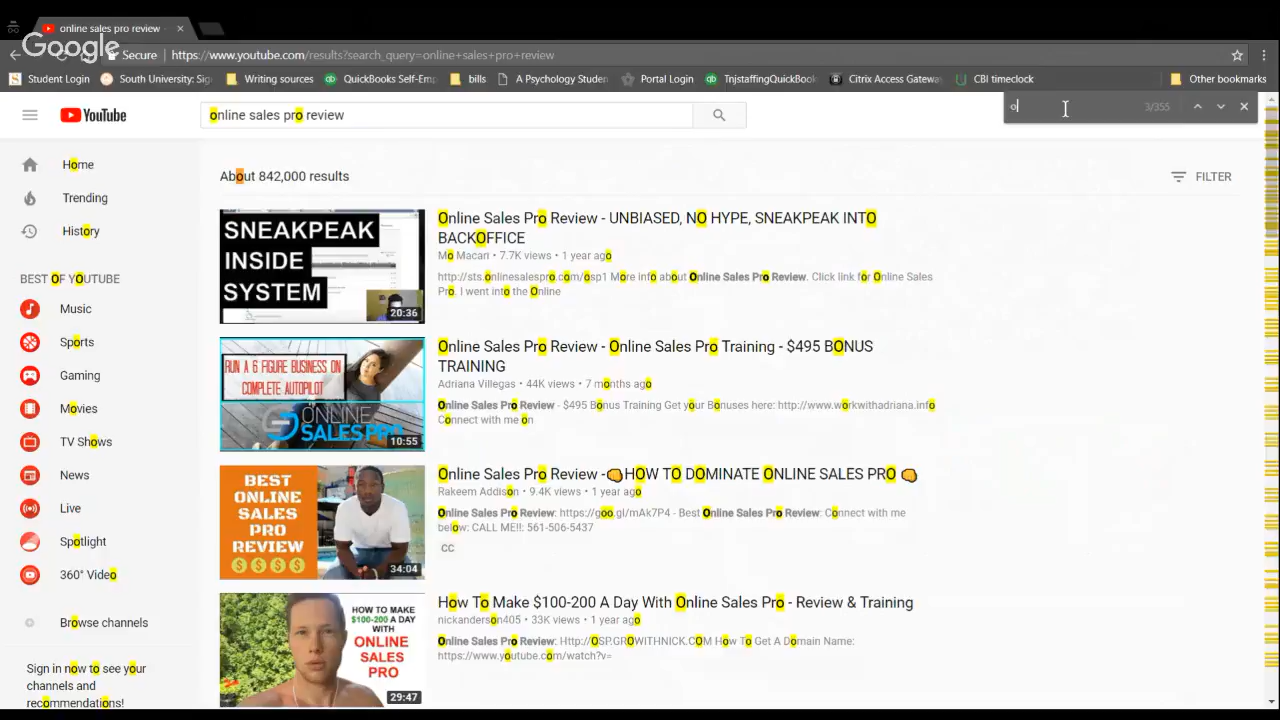 online sales pro review
Google
Secure
https://www.youtube.com/results?search_query=online+sales+pro+review
Student Login
South University: Sig
Writing sources
QuickBooks Self-Emp
bills
A Psychology Studen
Portal Login
TnjstaffingQuickBook
Citrix Access Gatewa
CBI timeclock
Other bookmarks
YouTube
online sales pro review
o
3/355
Home
Trending
History
BEST OF YOUTUBE
Music
Sports
Gaming
Movies
TV Shows
News
Live
Spotlight
360° Video
Browse channels
Sign in now to see your
channels and
recommendations!
About 842,000 results
FILTER
SNEAKPEAK
INSIDE
SYSTEM
20:36
Online Sales Pro Review - UNBIASED, NO HYPE, SNEAKPEAK INTO
BACKOFFICE
Mo Macari • 7.7K views • 1 year ago
http://sts.onlinesalespro.com/osp1 More info about Online Sales Pro Review. Click link for Online Sales
Pro. I went into the Online
RUN A 6 FIGURE BUSINESS ON
COMPLETE AUTOPILOT
ONLINE
SALES PRO
10:55
Online Sales Pro Review - Online Sales Pro Training - $495 BONUS
TRAINING
Adriana Villegas • 44K views • 7 months ago
Online Sales Pro Review - $495 Bonus Training Get your Bonuses here: http://www.workwithadriana.info
Connect with me on
BEST
ONLINE
SALES
PRO
REVIEW
$ $ $ $
34:04
Online Sales Pro Review -👊HOW TO DOMINATE ONLINE SALES PRO 👊
Rakeem Addison • 9.4K views • 1 year ago
Online Sales Pro Review: https://goo.gl/mAk7P4 - Best Online Sales Pro Review: Connect with me
below: CALL ME!!: 561-506-5437
CC
HOW TO MAKE
$100-200 A DAY WITH
ONLINE
SALES
PRO
29:47
How To Make $100-200 A Day With Online Sales Pro - Review & Training
nickanderson405 • 33K views • 1 year ago
Online Sales Pro Review: Http://OSP.GROWITHNICK.COM How To Get A Domain Name:
https://www.youtube.com/watch?v=